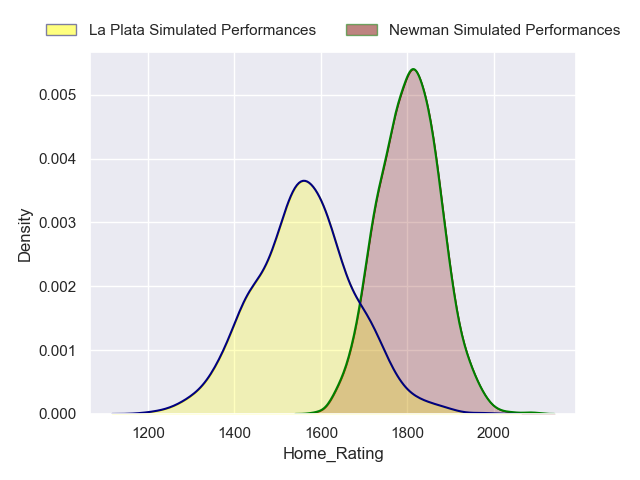 La Plata Simulated Performances
Newman Simulated Performances
0.005
0.004
0.003
0.002
0.001
0.000
Density
1200 1400 1600 1800 2000
Home_Rating